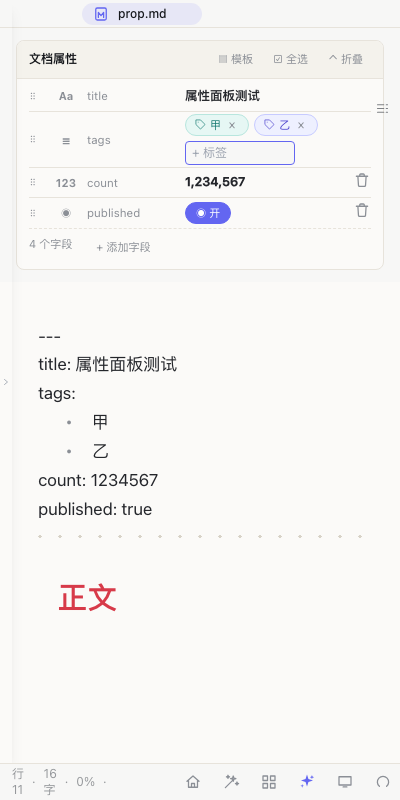 prop.md
文档属性 模板 全选 折叠
Aa title 属性面板测试
tags 甲 × 乙 ×
+ 标签
123 count 1,234,567
published 开
4 个字段 + 添加字段
---
title: 属性面板测试
tags:
• 甲
• 乙
count: 1234567
published: true
正文
行 11 · 16 字 · 0% ·